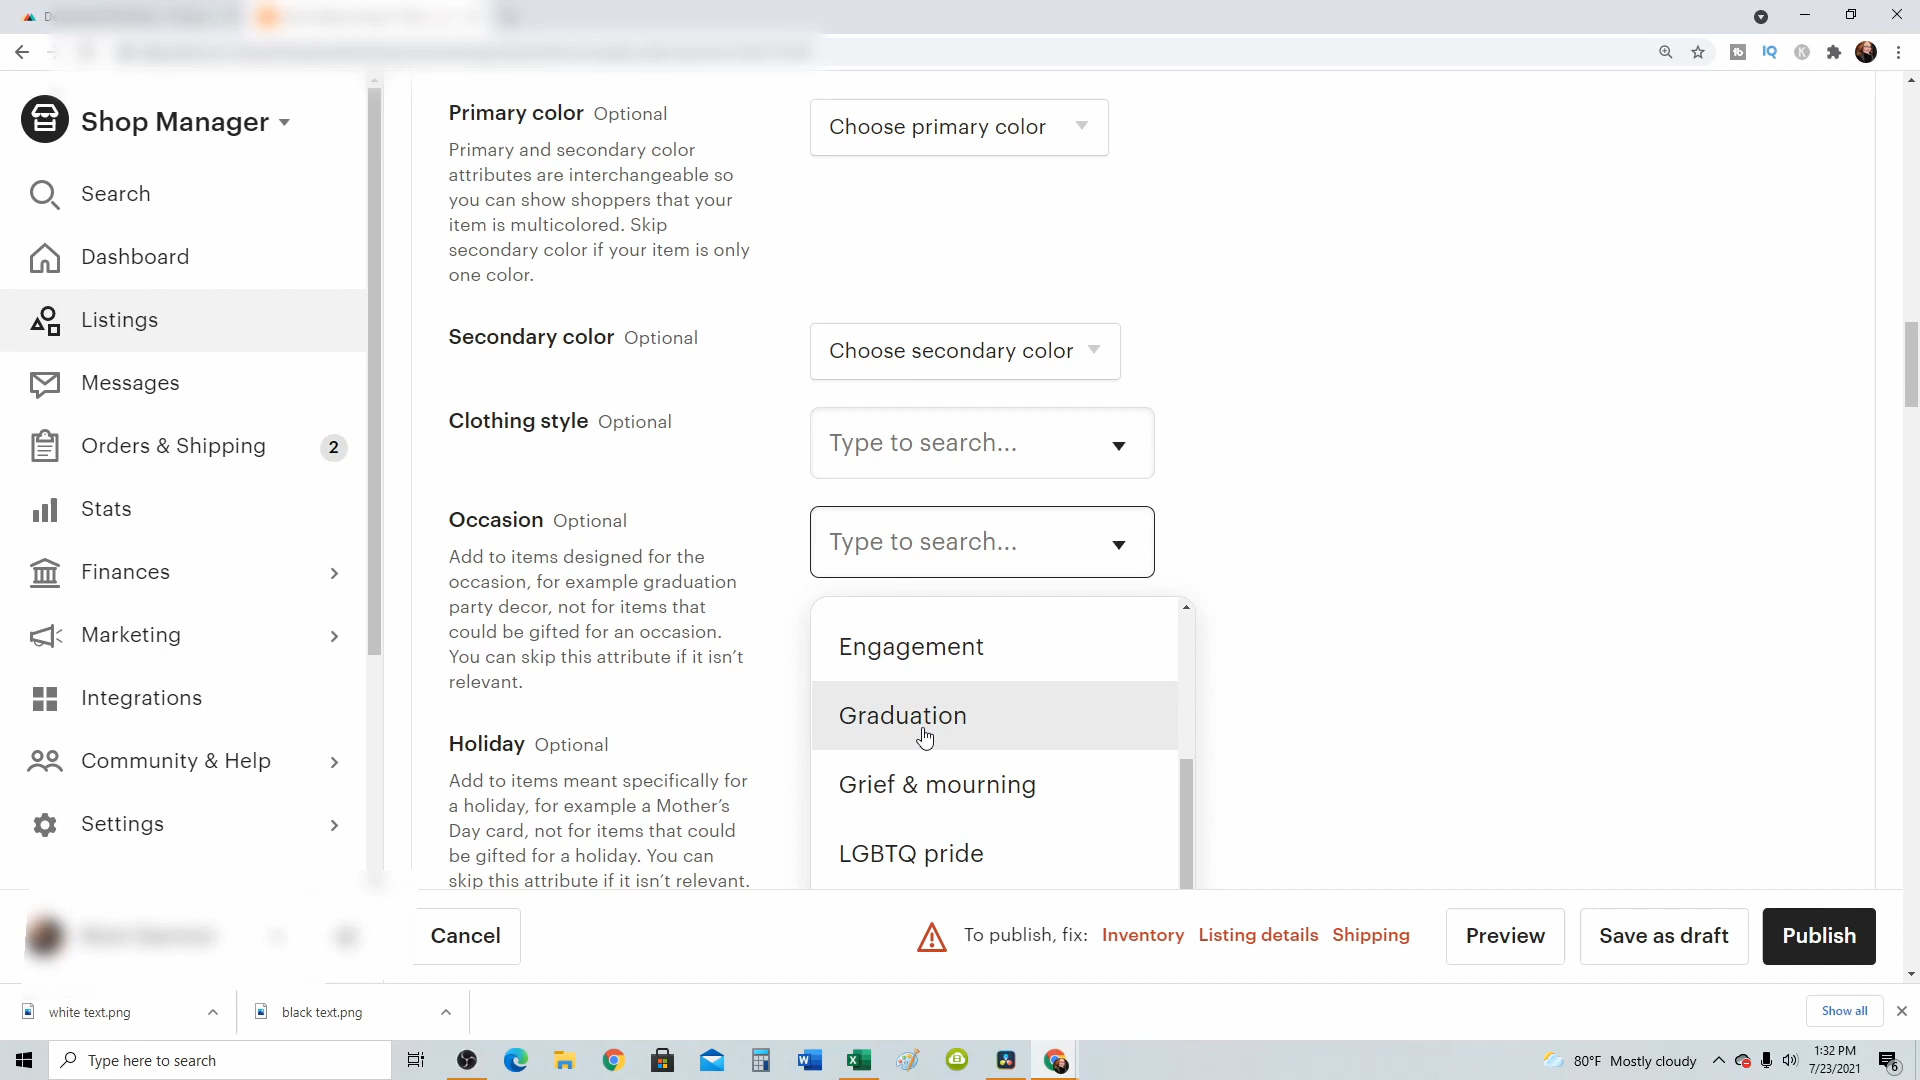 Shop Manager
Search
Dashboard
Listings
Messages
Orders & Shipping 2
Stats
Finances
Marketing
Integrations
Community & Help
Settings
Primary color Optional
Primary and secondary color
attributes are interchangeable so
you can show shoppers that your
item is multicolored. Skip
secondary color if your item is only
one color.
Choose primary color
Secondary color Optional
Choose secondary color
Clothing style Optional
Type to search...
Occasion Optional
Add to items designed for the
occasion, for example graduation
party decor, not for items that
could be gifted for an occasion.
You can skip this attribute if it isn't
relevant.
Type to search...
Engagement
Graduation
Grief & mourning
LGBTQ pride
Holiday Optional
Add to items meant specifically for
a holiday, for example a Mother's
Day card, not for items that could
be gifted for a holiday. You can
skip this attribute if it isn't relevant.
Cancel
To publish, fix: Inventory Listing details Shipping
Preview
Save as draft
Publish
white text.png
black text.png
Show all
Type here to search
80°F Mostly cloudy
1:32 PM
7/23/2021
6